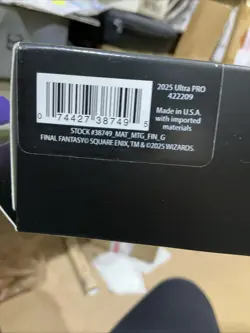 2025 Ultra PRO
422209
Made in U.S.A.
with imported
materials
0 74427 38749 5
STOCK #38749_MAT_MTG_FIN_G
FINAL FANTASY© SQUARE ENIX, TM & ©2025 WIZARDS.